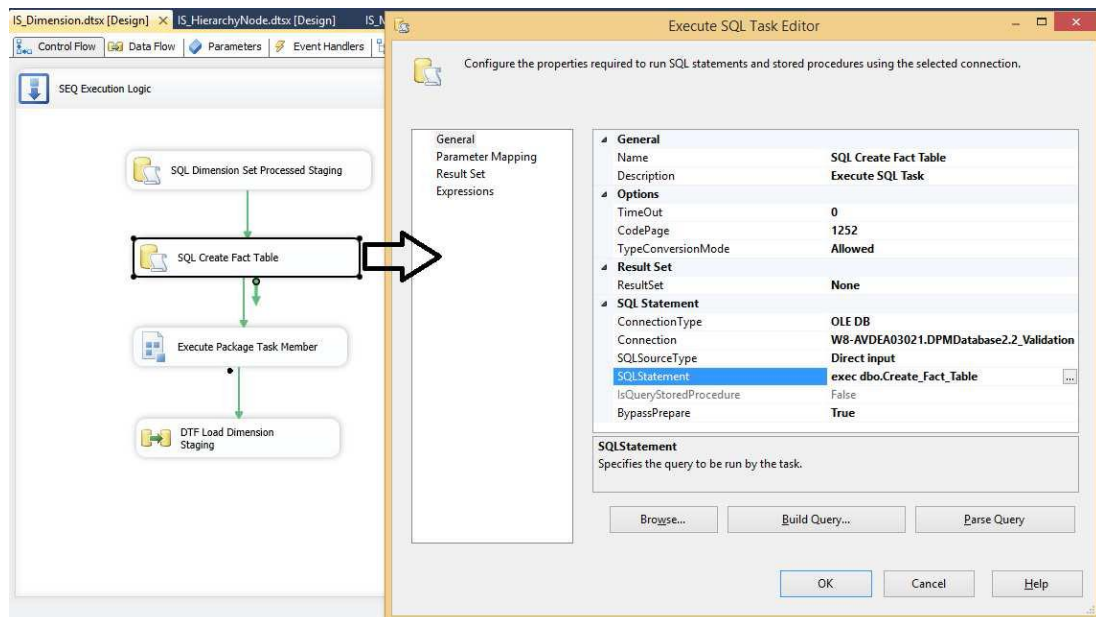 IS_Dimension.dtsx [Design]
IS_HierarchyNode.dtsx [Design]
Control Flow
Data Flow
Parameters
Event Handlers
SEQ Execution Logic
SQL Dimension Set Processed Staging
SQL Create Fact Table
Execute Package Task Member
DTF Load Dimension
Staging
Execute SQL Task Editor
Configure the properties required to run SQL statements and stored procedures using the selected connection.
General
Parameter Mapping
Result Set
Expressions
General
Name SQL Create Fact Table
Description Execute SQL Task
Options
TimeOut 0
CodePage 1252
TypeConversionMode Allowed
Result Set
ResultSet None
SQL Statement
ConnectionType OLE DB
Connection W8-AVDEA03021.DPMDatabase2.2_Validation
SQLSourceType Direct input
SQLStatement exec dbo.Create_Fact_Table ...
IsQueryStoredProcedure False
BypassPrepare True
SQLStatement
Specifies the query to be run by the task.
Browse... Build Query... Parse Query
OK Cancel Help